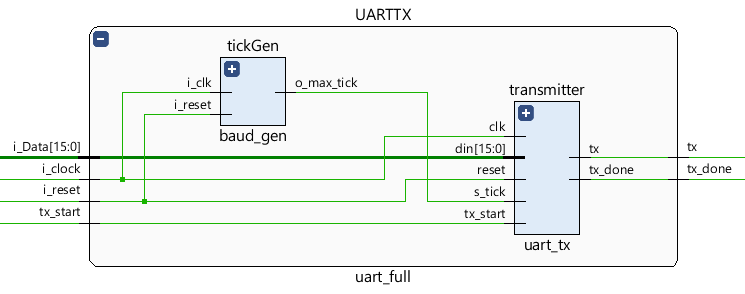 UARTTX
tickGen
i_clk
o_max_tick
i_reset
baud_gen
transmitter
clk
i_Data[15:0]
din[15:0]
tx
tx
i_clock
reset
tx_done
tx_done
i_reset
s_tick
tx_start
tx_start
uart_tx
uart_full